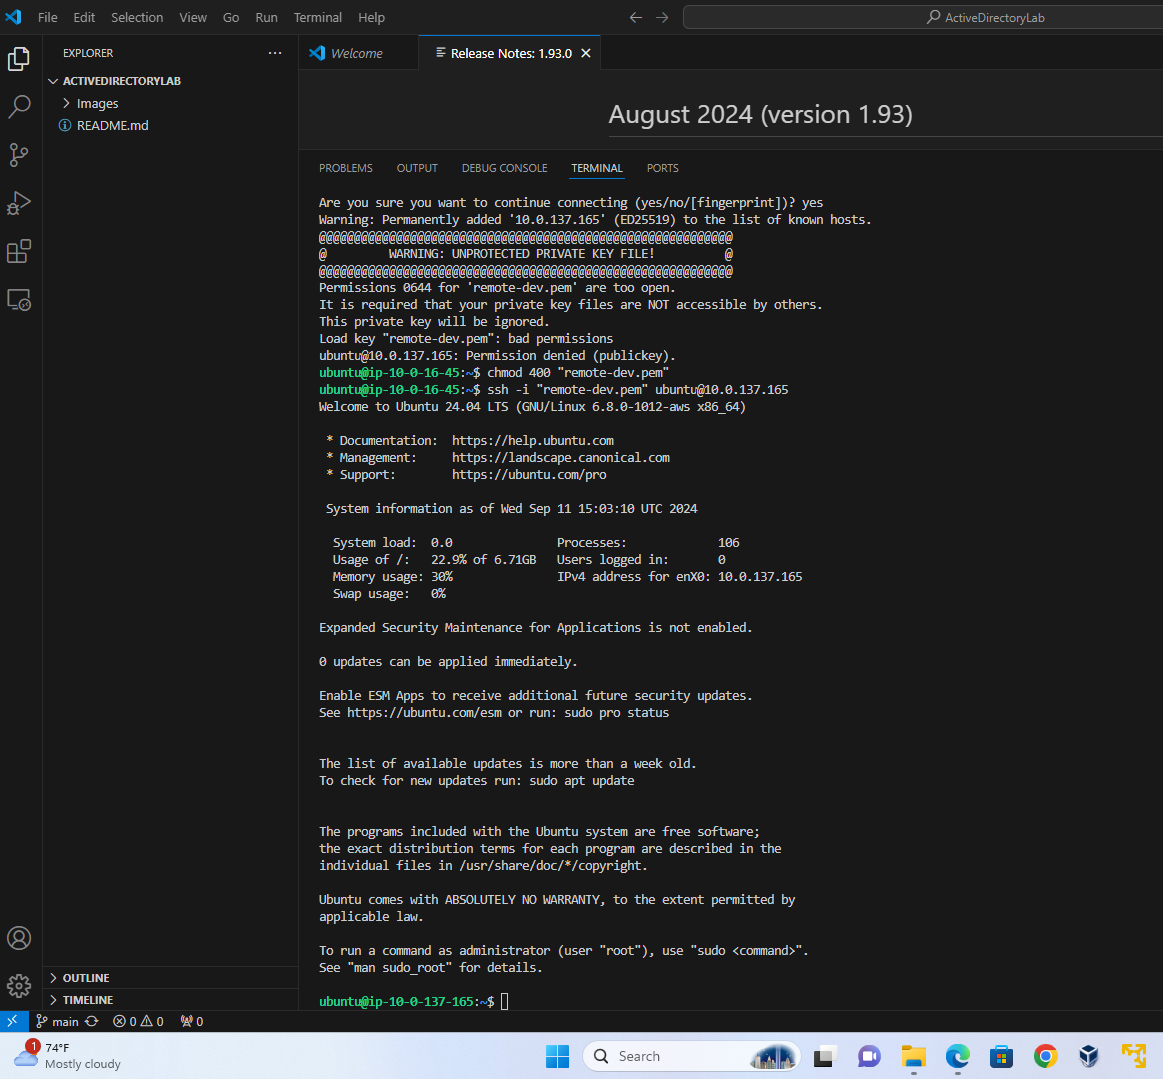 File Edit Selection View Go Run Terminal Help
ActiveDirectoryLab
EXPLORER
ACTIVEDIRECTORYLAB
Images
README.md
Welcome
Release Notes: 1.93.0
August 2024 (version 1.93)
PROBLEMS OUTPUT DEBUG CONSOLE TERMINAL PORTS
Are you sure you want to continue connecting (yes/no/[fingerprint])? yes
Warning: Permanently added '10.0.137.165' (ED25519) to the list of known hosts.
@@@@@@@@@@@@@@@@@@@@@@@@@@@@@@@@@@@@@@@@@@@@@@@@@@@@@@@@@@@
@         WARNING: UNPROTECTED PRIVATE KEY FILE!          @
@@@@@@@@@@@@@@@@@@@@@@@@@@@@@@@@@@@@@@@@@@@@@@@@@@@@@@@@@@@
Permissions 0644 for 'remote-dev.pem' are too open.
It is required that your private key files are NOT accessible by others.
This private key will be ignored.
Load key "remote-dev.pem": bad permissions
ubuntu@10.0.137.165: Permission denied (publickey).
ubuntu@ip-10-0-16-45:~$ chmod 400 "remote-dev.pem"
ubuntu@ip-10-0-16-45:~$ ssh -i "remote-dev.pem" ubuntu@10.0.137.165
Welcome to Ubuntu 24.04 LTS (GNU/Linux 6.8.0-1012-aws x86_64)
* Documentation:  https://help.ubuntu.com
* Management:     https://landscape.canonical.com
* Support:        https://ubuntu.com/pro
System information as of Wed Sep 11 15:03:10 UTC 2024
System load:  0.0               Processes:             106
Usage of /:   22.9% of 6.71GB   Users logged in:       0
Memory usage: 30%               IPv4 address for enX0: 10.0.137.165
Swap usage:   0%
Expanded Security Maintenance for Applications is not enabled.
0 updates can be applied immediately.
Enable ESM Apps to receive additional future security updates.
See https://ubuntu.com/esm or run: sudo pro status
The list of available updates is more than a week old.
To check for new updates run: sudo apt update
The programs included with the Ubuntu system are free software;
the exact distribution terms for each program are described in the
individual files in /usr/share/doc/*/copyright.
Ubuntu comes with ABSOLUTELY NO WARRANTY, to the extent permitted by
applicable law.
To run a command as administrator (user "root"), use "sudo <command>".
See "man sudo_root" for details.
ubuntu@ip-10-0-137-165:~$
OUTLINE
TIMELINE
main 0 0 0
1
74°F
Mostly cloudy
Search